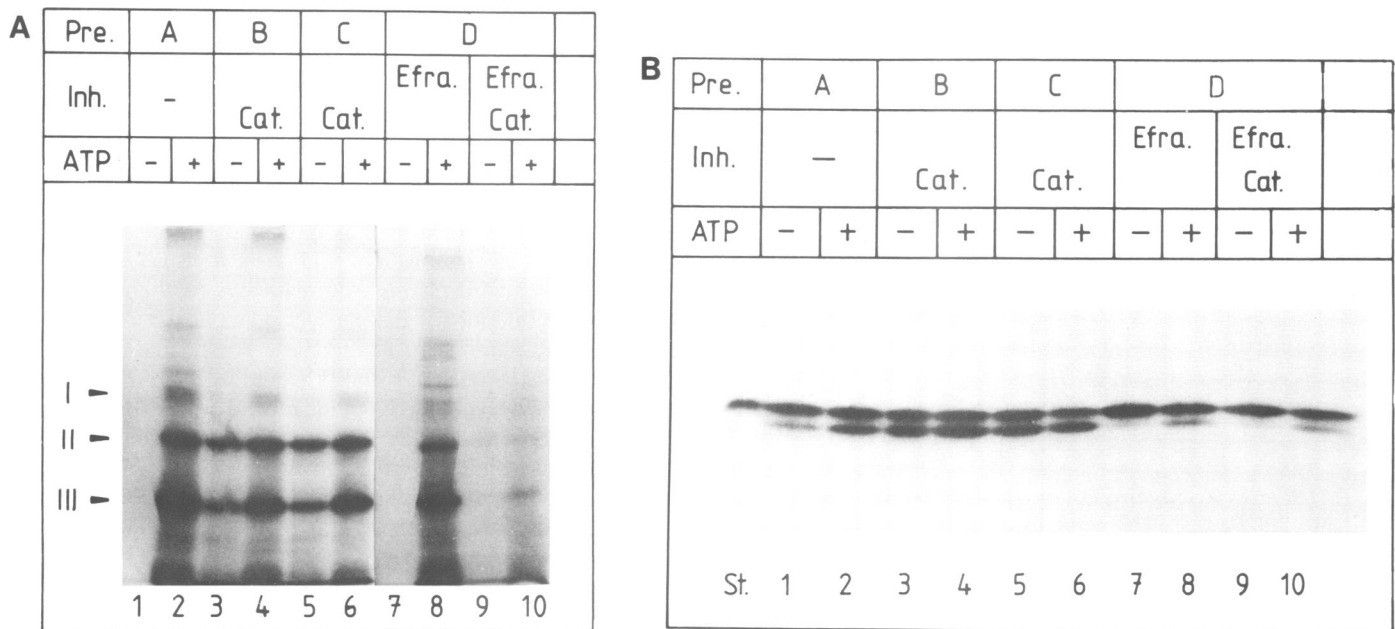 A
Pre. A B C D
Efra. Efra.
Inh. – Cat. Cat. Cat.
ATP - + - + - + - + - +
I
II
III
1 2 3 4 5 6 7 8 9 10
B
Pre. A B C D
Efra. Efra.
Inh. — Cat. Cat. Cat.
ATP – + – + – + – + – +
St. 1 2 3 4 5 6 7 8 9 10